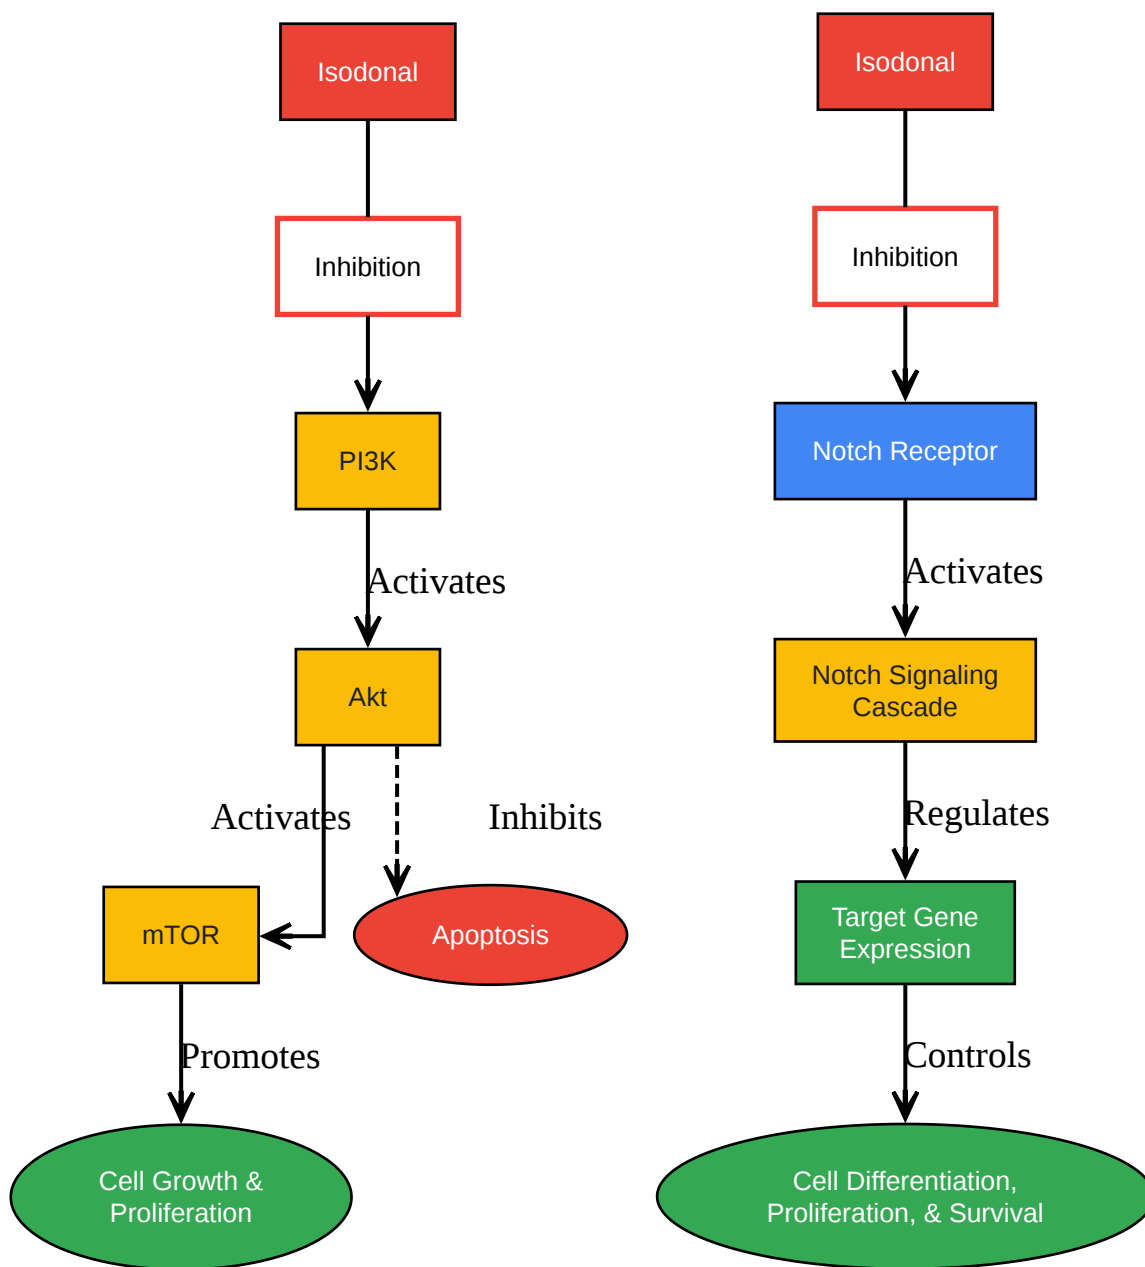 Isodonal
Inhibition
PI3K
Activates
Akt
Activates
Inhibits
mTOR
Apoptosis
Promotes
Cell Growth &
Proliferation
Isodonal
Inhibition
Notch Receptor
Activates
Notch Signaling
Cascade
Regulates
Target Gene
Expression
Controls
Cell Differentiation,
Proliferation, & Survival